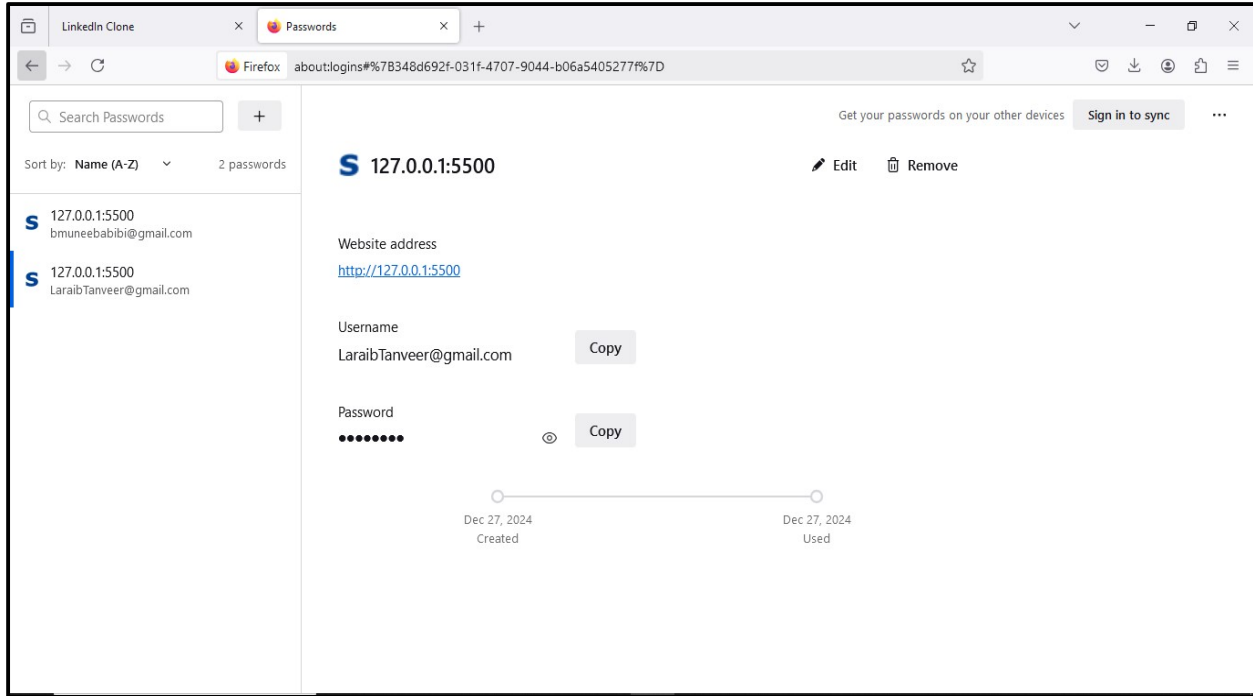 LinkedIn Clone
Passwords
Firefox about:logins#%7B348d692f-031f-4707-9044-b06a5405277f%7D
Search Passwords
+
Get your passwords on your other devices Sign in to sync ...
Sort by: Name (A-Z) 2 passwords
S 127.0.0.1:5500
bmuneebabibi@gmail.com
S 127.0.0.1:5500
LaraibTanveer@gmail.com
S 127.0.0.1:5500
Edit Remove
Website address
http://127.0.0.1:5500
Username
LaraibTanveer@gmail.com Copy
Password
•••••••• Copy
Dec 27, 2024 Dec 27, 2024
Created Used